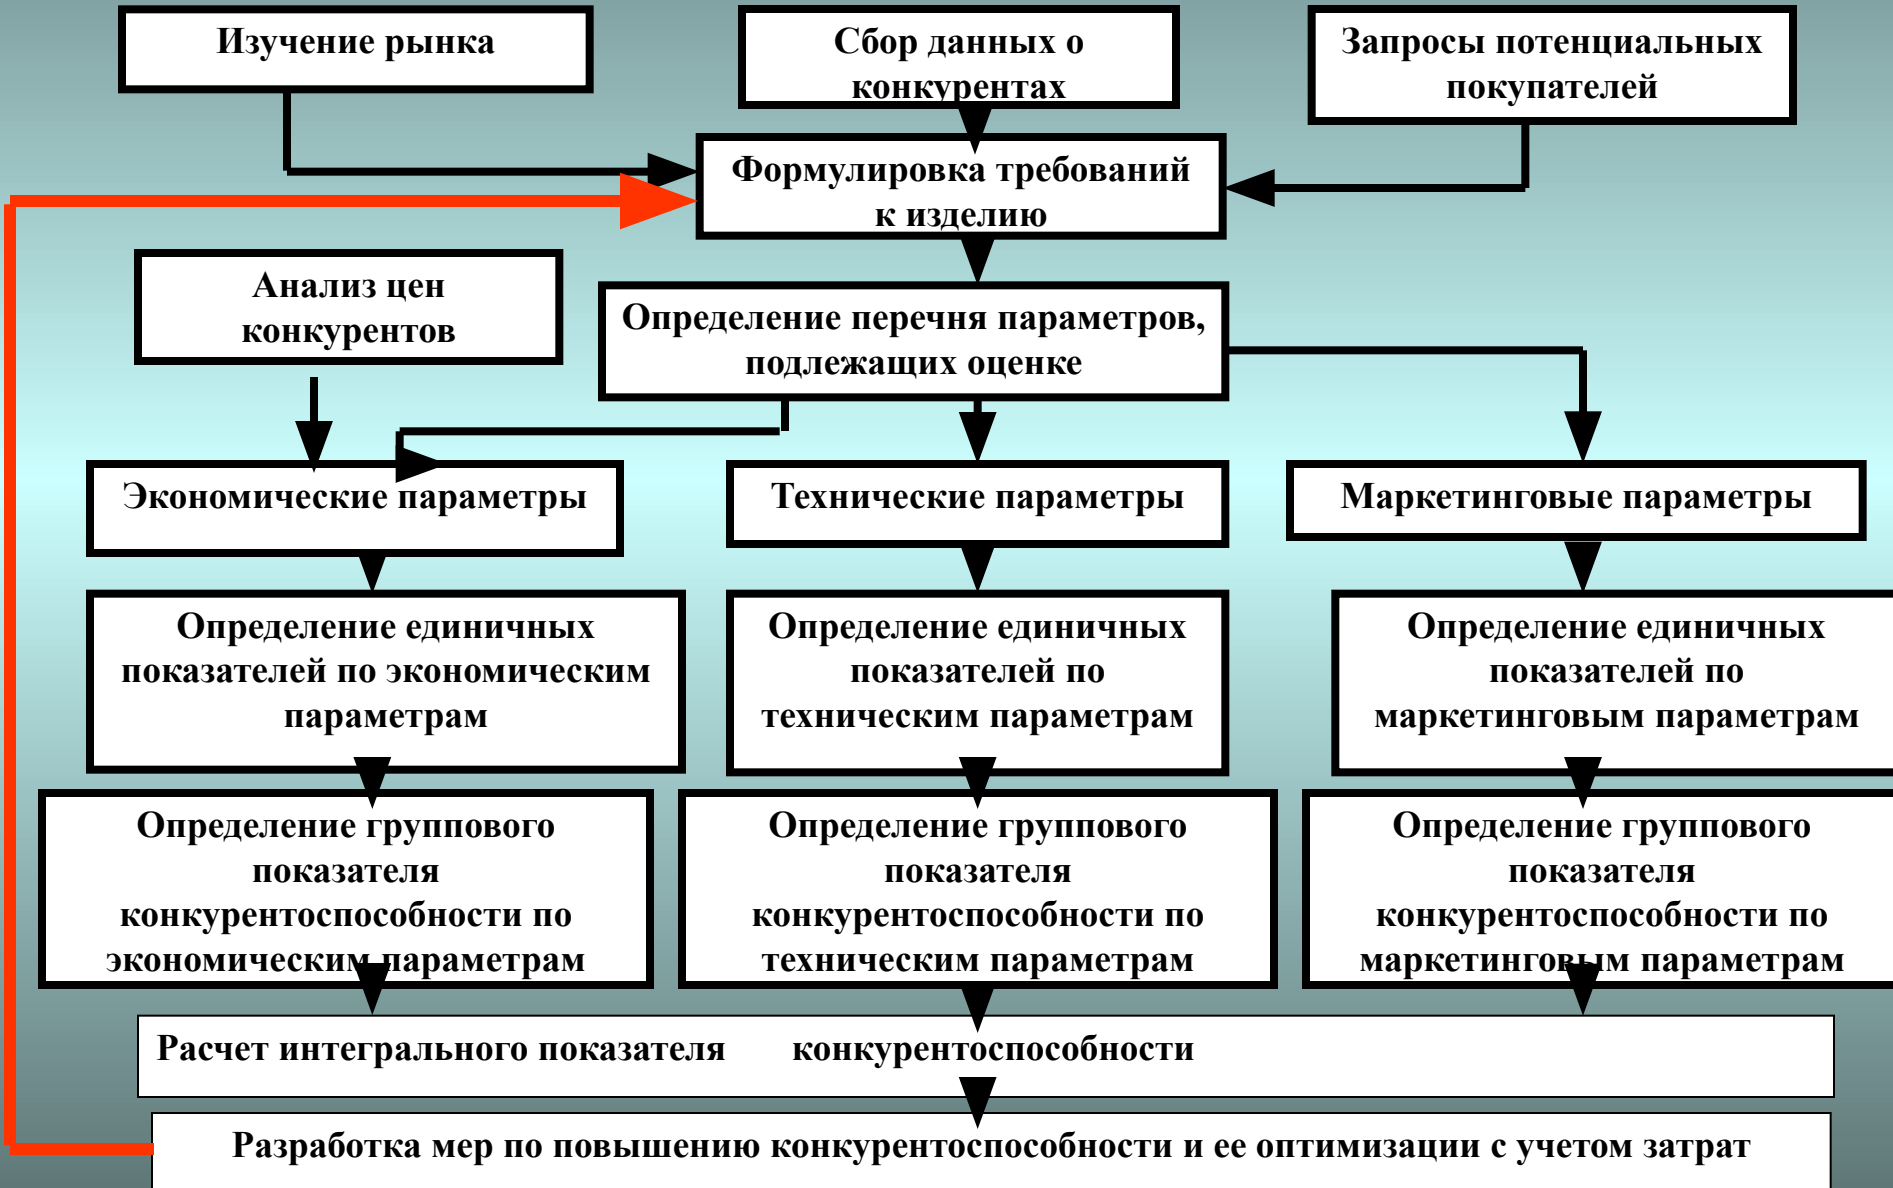 Изучение рынка
Сбор данных о
конкурентах
Запросы потенциальных
покупателей
Формулировка требований
к изделию
Анализ цен
конкурентов
Определение перечня параметров,
подлежащих оценке
Экономические параметры
Технические параметры
Маркетинговые параметры
Определение единичных
показателей по экономическим
параметрам
Определение единичных
показателей по
техническим параметрам
Определение единичных
показателей по
маркетинговым параметрам
Определение группового
показателя
конкурентоспособности по
экономическим параметрам
Определение группового
показателя
конкурентоспособности по
техническим параметрам
Определение группового
показателя
конкурентоспособности по
маркетинговым параметрам
Расчет интегрального показателя конкурентоспособности
Разработка мер по повышению конкурентоспособности и ее оптимизации с учетом затрат